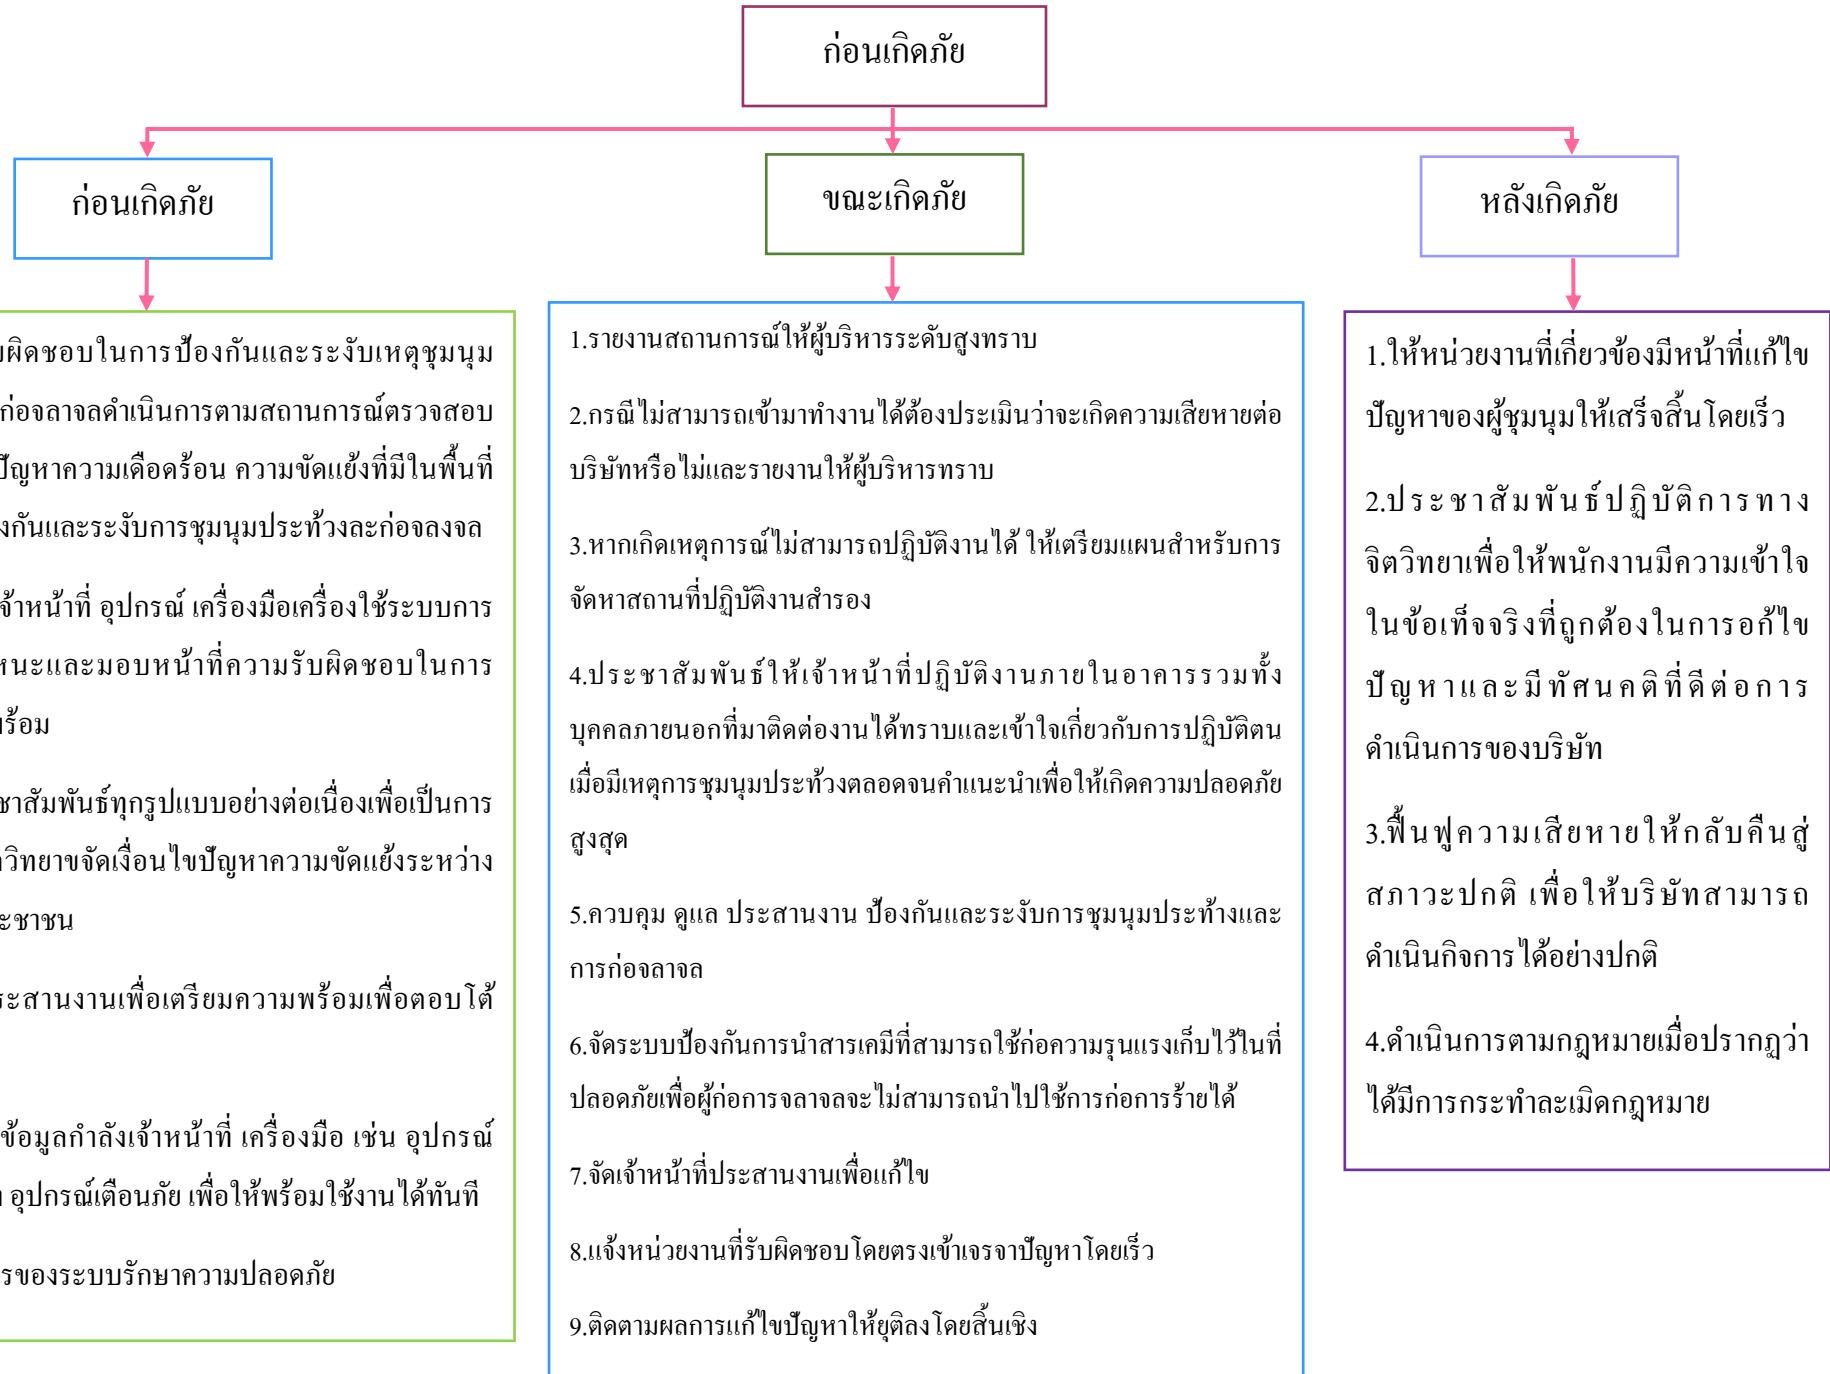 ก่อนเกิดภัย
ก่อนเกิดภัย
ขณะเกิดภัย
หลังเกิดภัย
ผิดชอบในการป้องกันและระงับเหตุชุมนุม
ก่อจลาจลดำเนินการตามสถานการณ์ตรวจสอบ
ปัญหาความเดือดร้อน ความขัดแย้งที่มีในพื้นที่
งกันและระงับการชุมนุมประท้วงละก่อจลงจล
จ้าหน้าที่ อุปกรณ์ เครื่องมือเครื่องใช้ระบบการ
หนะและมอบหน้าที่ความรับผิดชอบในการ
ร้อม
ชาสัมพันธ์ทุกรูปแบบอย่างต่อเนื่องเพื่อเป็นการ
วิทยาขจัดเงื่อนไขปัญหาความขัดแย้งระหว่าง
ะชาชน
ระสานงานเพื่อเตรียมความพร้อมเพื่อตอบโต้
ข้อมูลกำลังเจ้าหน้าที่ เครื่องมือ เช่น อุปกรณ์
อุปกรณ์เตือนภัย เพื่อให้พร้อมใช้งานได้ทันที
รของระบบรักษาความปลอดภัย
1.รายงานสถานการณ์ให้ผู้บริหารระดับสูงทราบ
2.กรณีไม่สามารถเข้ามาทำงานได้ต้องประเมินว่าจะเกิดความเสียหายต่อ
บริษัทหรือไม่และรายงานให้ผู้บริหารทราบ
3.หากเกิดเหตุการณ์ไม่สามารถปฏิบัติงานได้ ให้เตรียมแผนสำหรับการ
จัดหาสถานที่ปฏิบัติงานสำรอง
4.ประชาสัมพันธ์ให้เจ้าหน้าที่ปฏิบัติงานภายในอาคารรวมทั้ง
บุคคลภายนอกที่มาติดต่องานได้ทราบและเข้าใจเกี่ยวกับการปฏิบัติตน
เมื่อมีเหตุการชุมนุมประท้วงตลอดจนคำแนะนำเพื่อให้เกิดความปลอดภัย
สูงสุด
5.ควบคุม ดูแล ประสานงาน ป้องกันและระงับการชุมนุมประท้างและ
การก่อจลาจล
6.จัดระบบป้องกันการนำสารเคมีที่สามารถใช้ก่อความรุนแรงเก็บไว้ในที่
ปลอดภัยเพื่อผู้ก่อการจลาจลจะไม่สามารถนำไปใช้การก่อการร้ายได้
7.จัดเจ้าหน้าที่ประสานงานเพื่อแก้ไข
8.แจ้งหน่วยงานที่รับผิดชอบโดยตรงเข้าเจรจาปัญหาโดยเร็ว
9.ติดตามผลการแก้ไขปัญหาให้ยุติลงโดยสิ้นเชิง
1.ให้หน่วยงานที่เกี่ยวข้องมีหน้าที่แก้ไข
ปัญหาของผู้ชุมนุมให้เสร็จสิ้นโดยเร็ว
2.ประชาสัมพันธ์ปฏิบัติการทาง
จิตวิทยาเพื่อให้พนักงานมีความเข้าใจ
ในข้อเท็จจริงที่ถูกต้องในการอก้ไข
ปัญหาและมีทัศนคติที่ดีต่อการ
ดำเนินการของบริษัท
3.ฟื้นฟูความเสียหายให้กลับคืนสู่
สภาวะปกติ เพื่อให้บริษัทสามารถ
ดำเนินกิจการได้อย่างปกติ
4.ดำเนินการตามกฎหมายเมื่อปรากฏว่า
ได้มีการกระทำละเมิดกฎหมาย